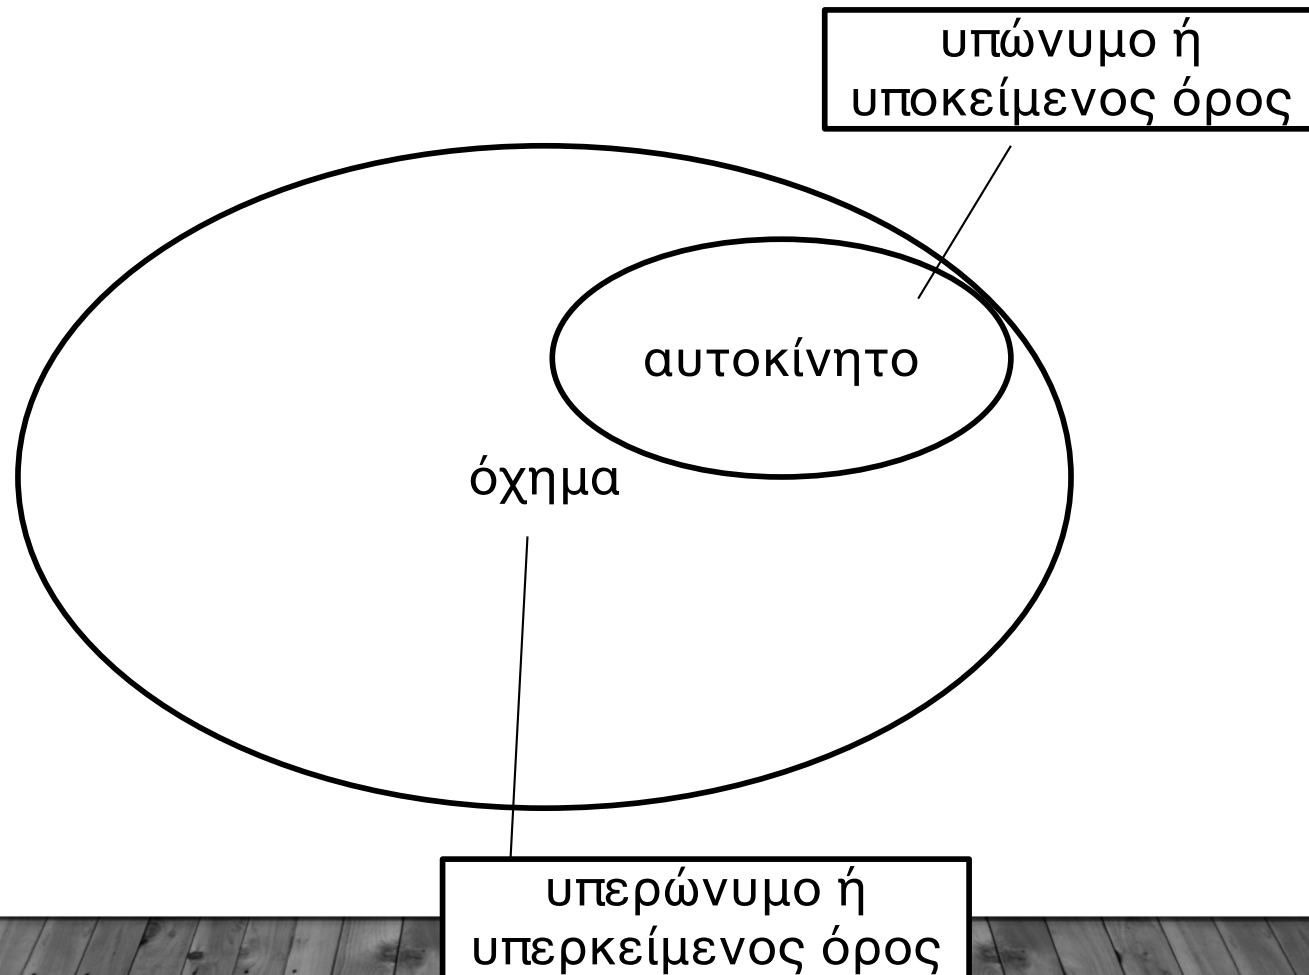 υπώνυμο ή
υποκείμενος όρος
αυτοκίνητο
όχημα
υπερώνυμο ή
υπερκείμενος όρος